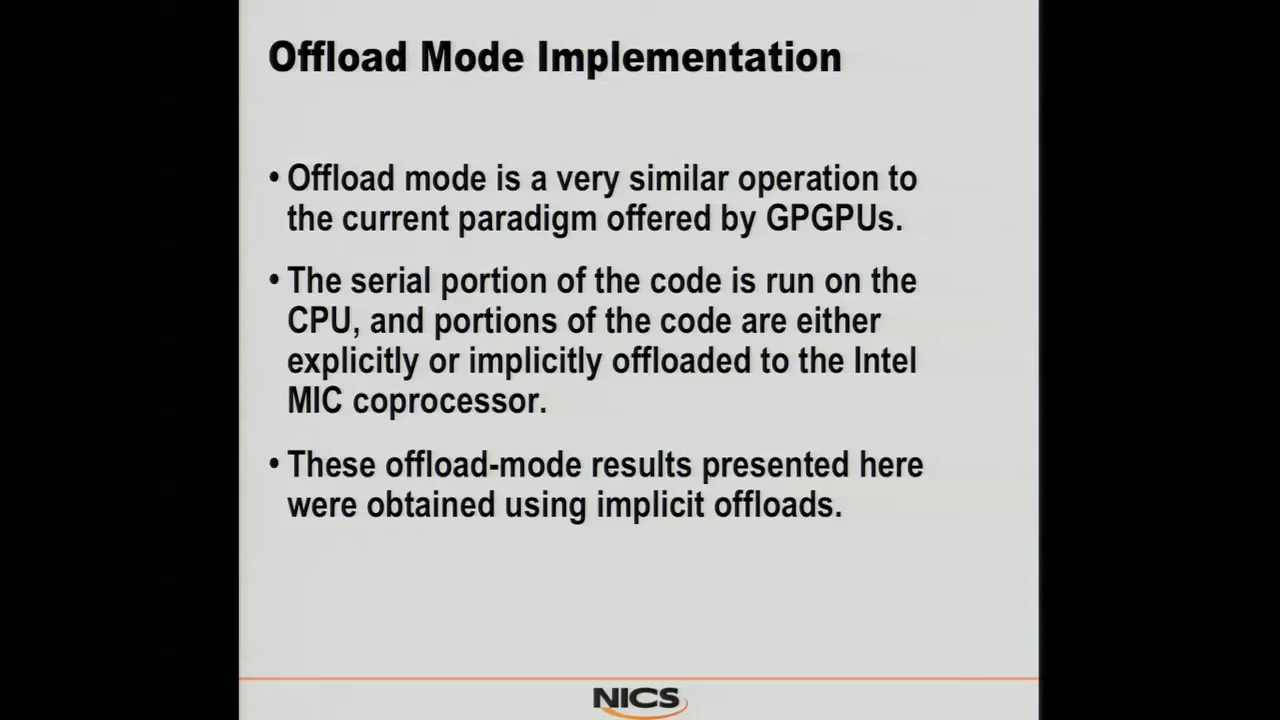 Offload Mode Implementation
• Offload mode is a very similar operation to
the current paradigm offered by GPGPUs.
• The serial portion of the code is run on the
CPU, and portions of the code are either
explicitly or implicitly offloaded to the Intel
MIC coprocessor.
• These offload-mode results presented here
were obtained using implicit offloads.
NICS